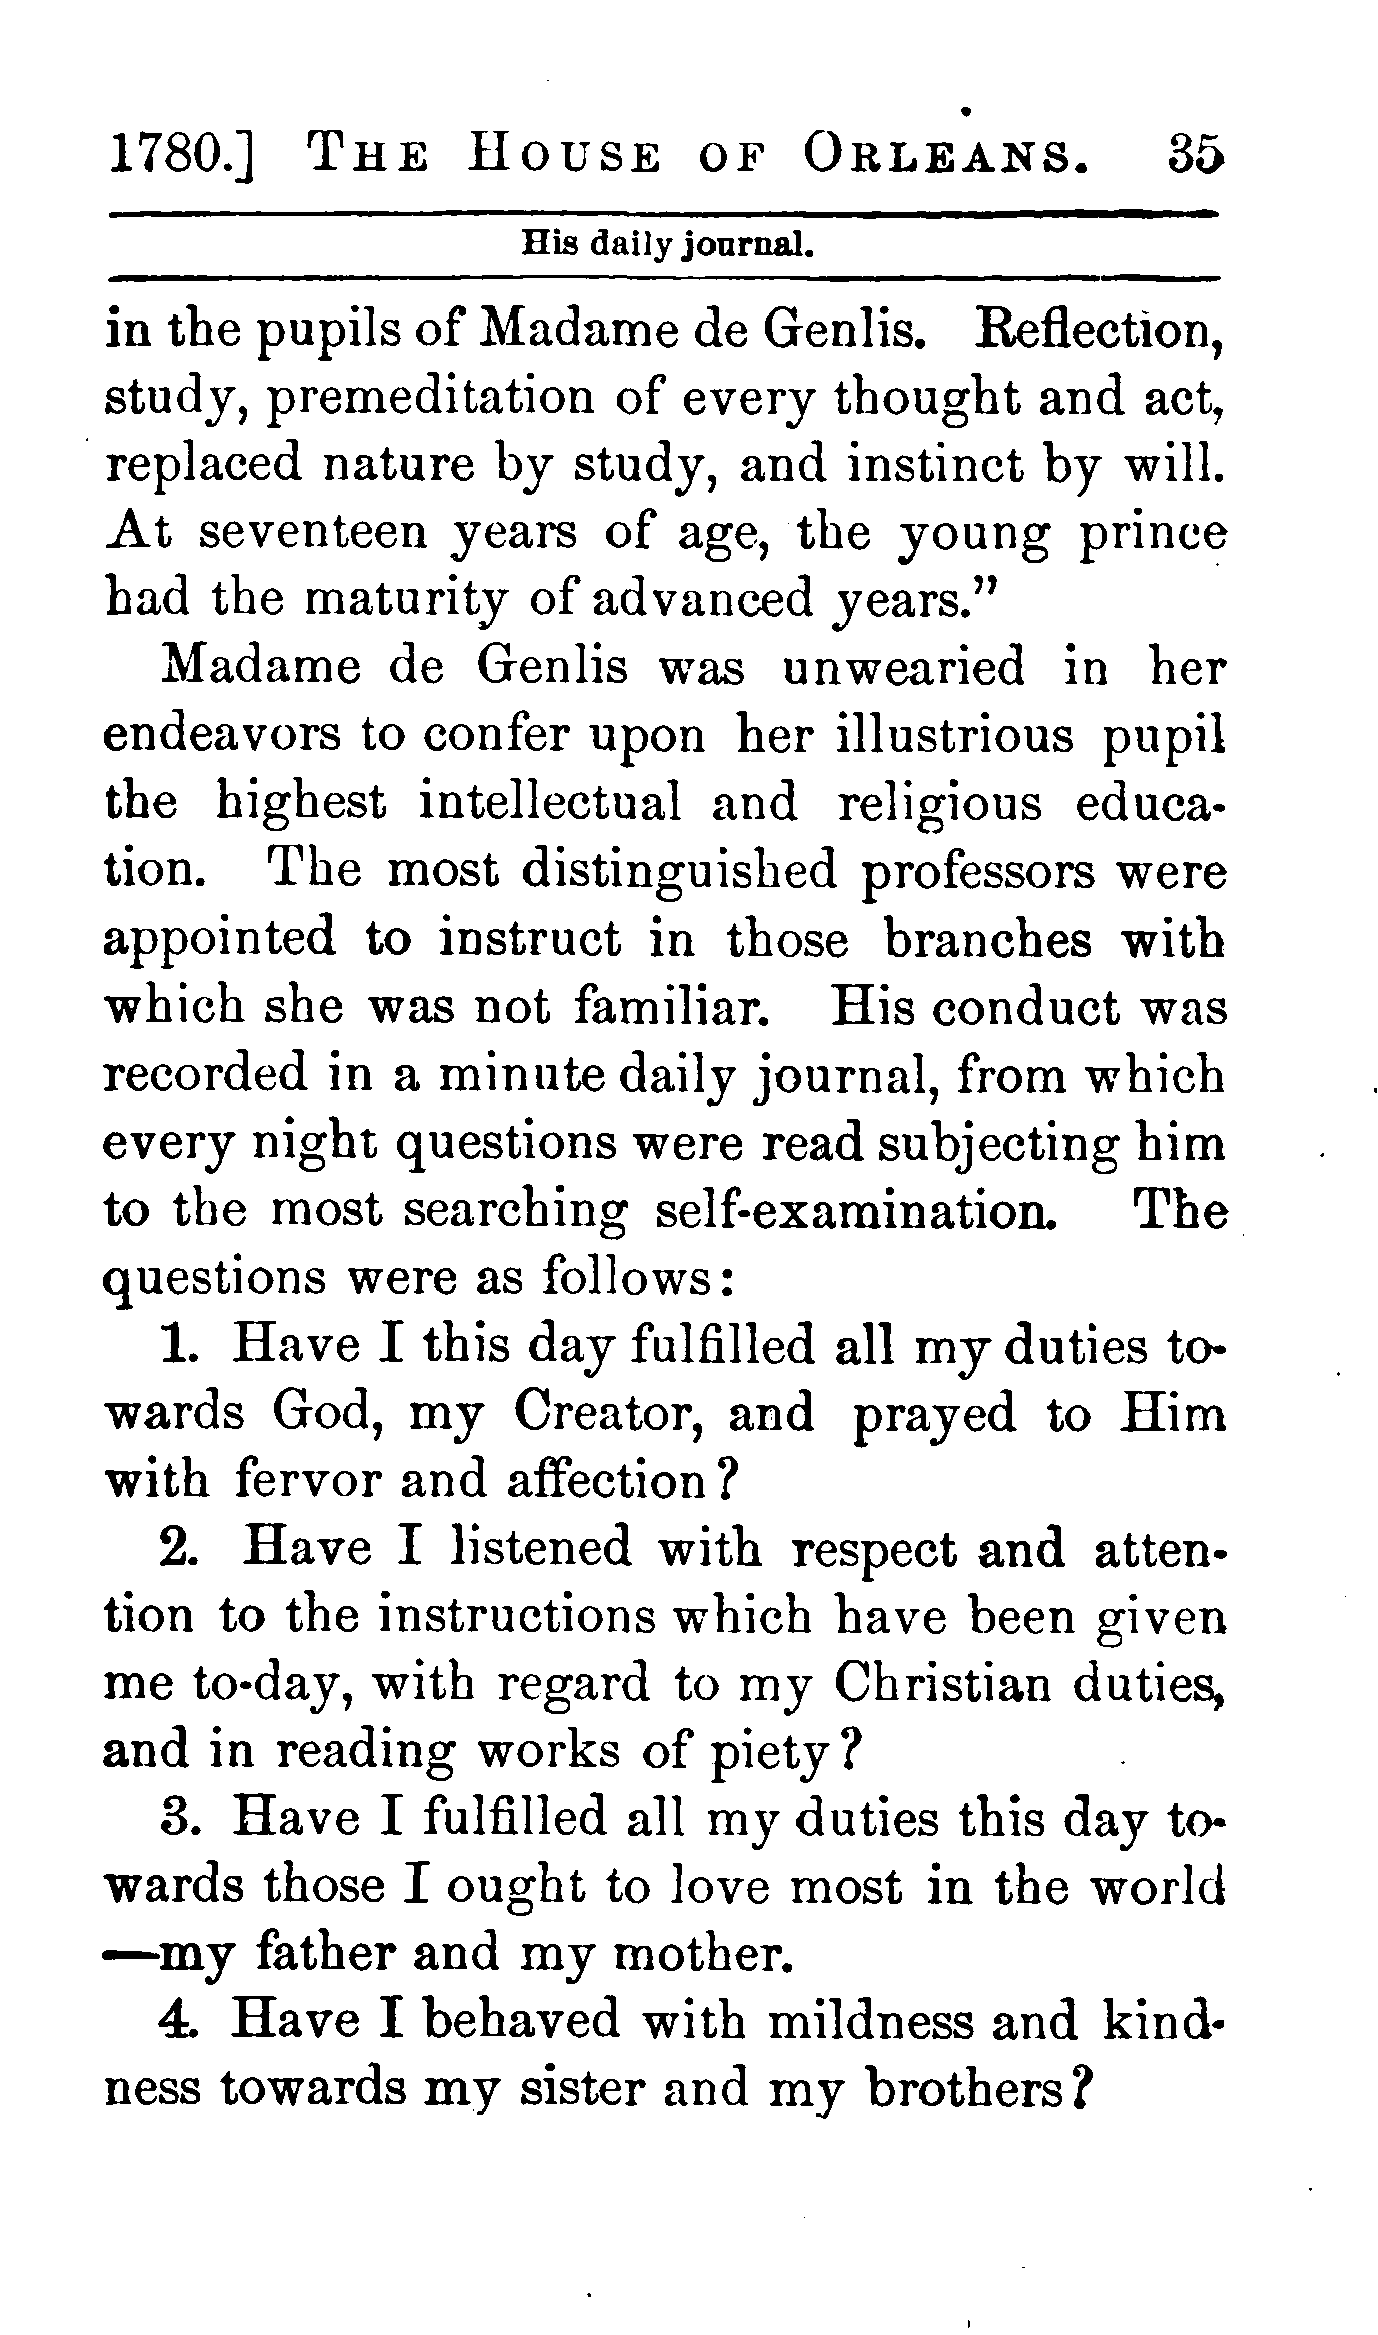 1780.] THE HOUSE OF ORLEANS. 35
His daily journal.
in the pupils of Madame de Genlis. Reflection,
study, premeditation of every thought and act,
replaced nature by study, and instinct by will.
At seventeen years of age, the young prince
had the maturity of advanced years.”
Madame de Genlis was unwearied in her
endeavors to confer upon her illustrious pupil
the highest intellectual and religious educa-
tion. The most distinguished professors were
appointed to instruct in those branches with
which she was not familiar. His conduct was
recorded in a minute daily journal, from which
every night questions were read subjecting him
to the most searching self-examination. The
questions were as follows:
1. Have I this day fulfilled all my duties to-
wards God, my Creator, and prayed to Him
with fervor and affection?
2. Have I listened with respect and atten-
tion to the instructions which have been given
me to-day, with regard to my Christian duties,
and in reading works of piety?
3. Have I fulfilled all my duties this day to-
wards those I ought to love most in the world
—my father and my mother.
4. Have I behaved with mildness and kind-
ness towards my sister and my brothers?